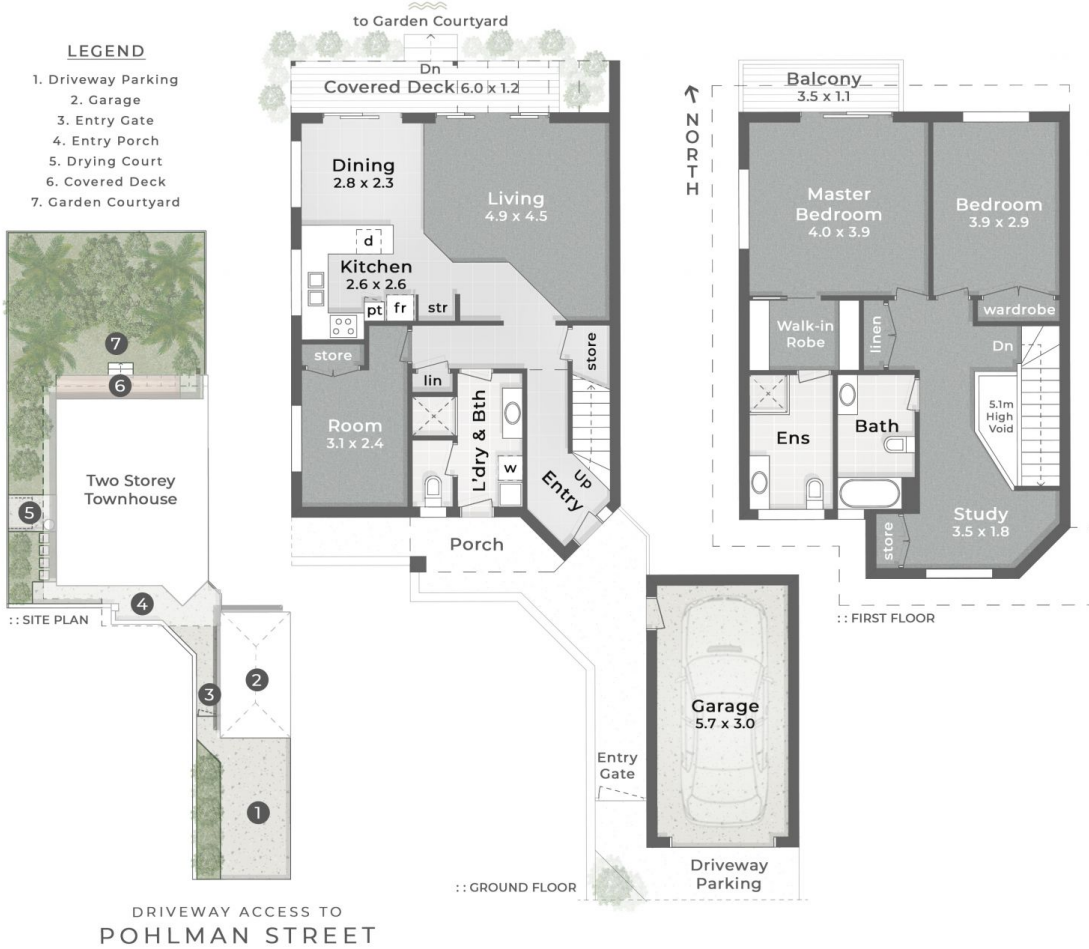 LEGEND
1. Driveway Parking
2. Garage
3. Entry Gate
4. Entry Porch
5. Drying Court
6. Covered Deck
7. Garden Courtyard
7
6
Two Storey
Townhouse
5
4
:: SITE PLAN
3
2
1
DRIVEWAY ACCESS TO
POHLMAN STREET
to Garden Courtyard
Dn
Covered Deck 6.0 x 1.2
Dining
2.8 x 2.3
Living
4.9 x 4.5
d
Kitchen
2.6 x 2.6
pt
fr
str
store
store
lin
Room
3.1 x 2.4
L'dry & Bth
w
Up
Entry
Porch
Garage
5.7 x 3.0
Entry
Gate
Driveway
Parking
:: GROUND FLOOR
NORTH
Balcony
3.5 x 1.1
Master
Bedroom
4.0 x 3.9
Bedroom
3.9 x 2.9
wardrobe
Walk-in
Robe
linen
Dn
5.1m
High
Void
Ens
Bath
Study
3.5 x 1.8
store
:: FIRST FLOOR